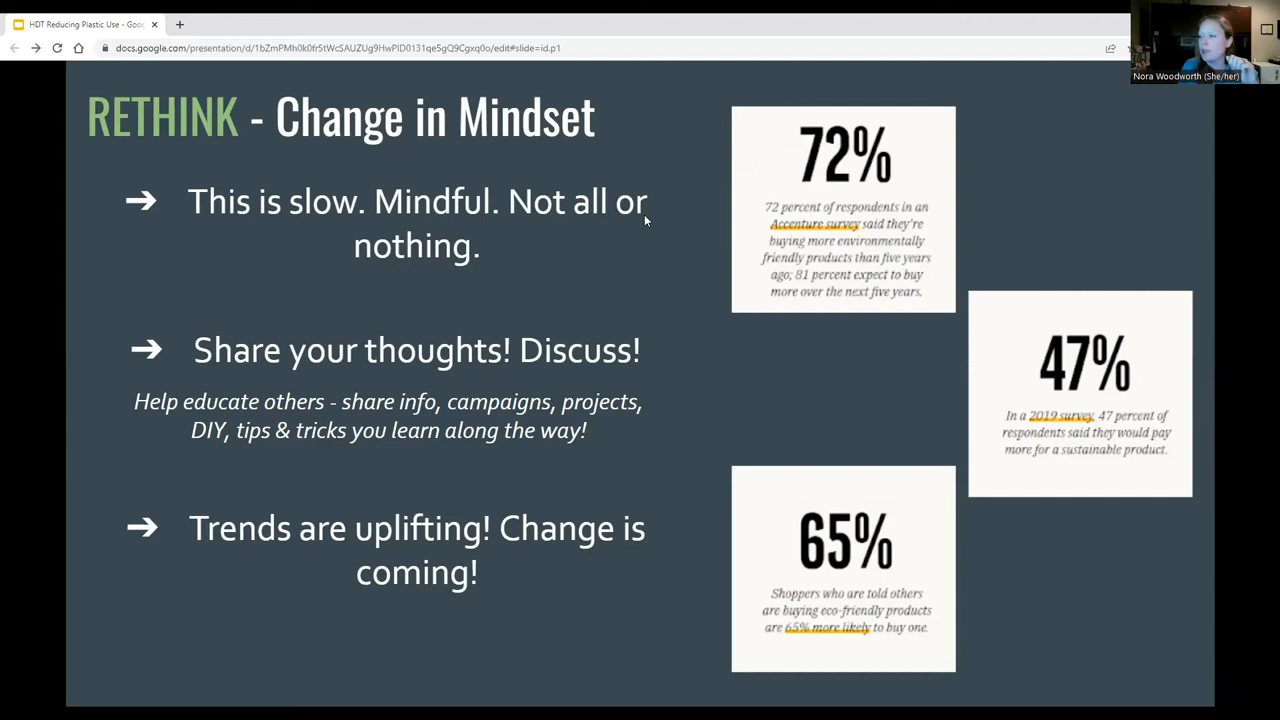 HDT Reducing Plastic Use - Goo
docs.google.com/presentation/d/1bZmPMh0k0fr5tWcSAUZUg9HwPlD0131qe5gQ9Cgxq0o/edit#slide=id.p1
Nora Woodworth (She/her)
RETHINK - Change in Mindset
➔ This is slow. Mindful. Not all or
nothing.
➔ Share your thoughts! Discuss!
Help educate others - share info, campaigns, projects,
DIY, tips & tricks you learn along the way!
➔ Trends are uplifting! Change is
coming!
72%
72 percent of respondents in an
Accenture survey said they're
buying more environmentally
friendly products than five years
ago; 81 percent expect to buy
more over the next five years.
47%
In a 2019 survey, 47 percent of
respondents said they would pay
more for a sustainable product.
65%
Shoppers who are told others
are buying eco-friendly products
are 65% more likely to buy one.